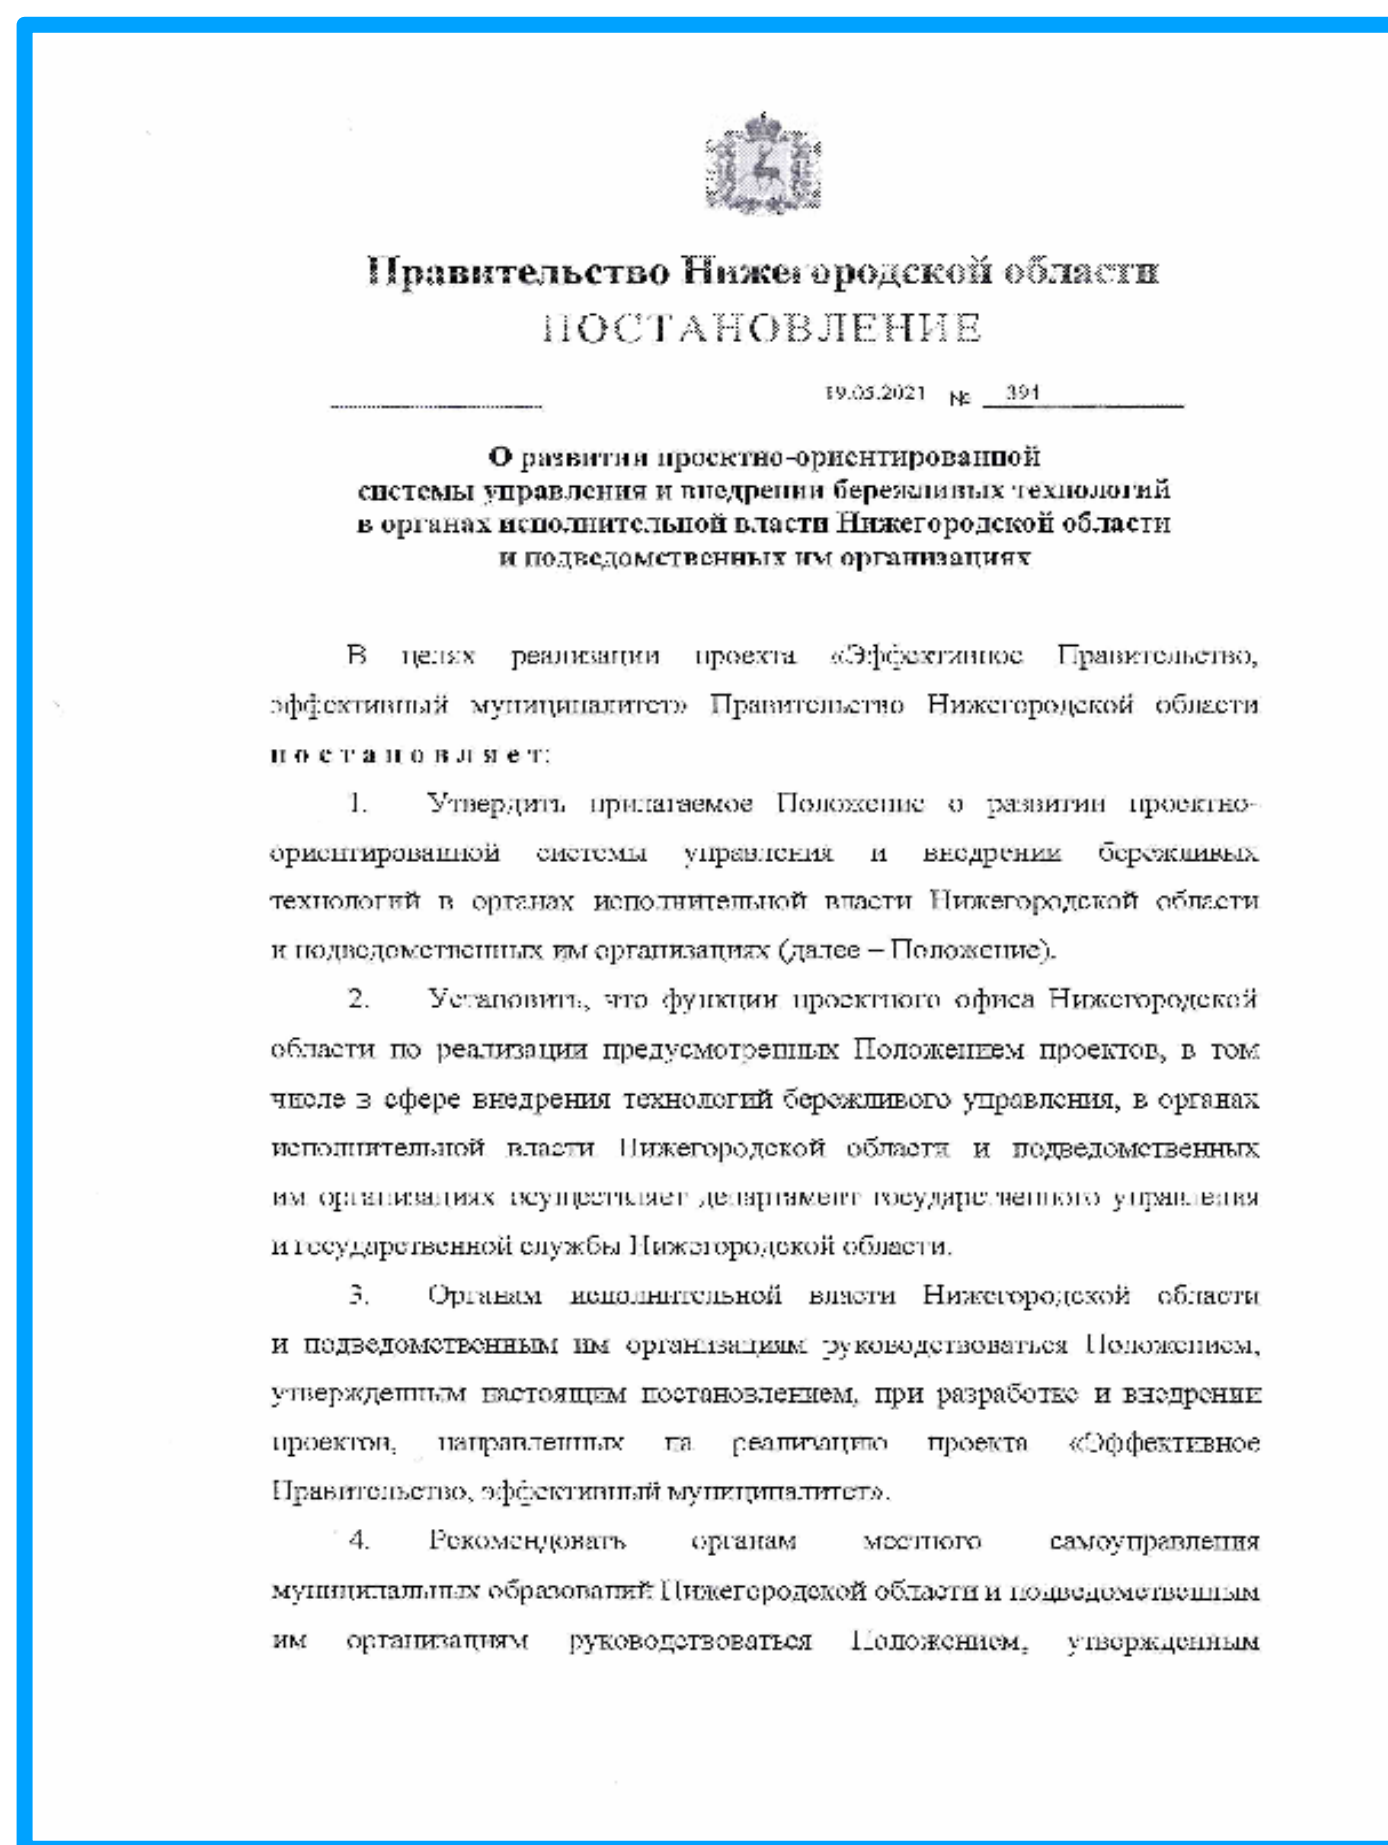 Правительство Нижегородской области
ПОСТАНОВЛЕНИЕ
19.05.2021 № 394
О развитии проектно-ориентированной
системы управления и внедрении бережливых технологий
в органах исполнительной власти Нижегородской области
и подведомственных им организациях
В целях реализации проекта «Эффективное Правительство,
эффективный муниципалитет» Правительство Нижегородской области
п о с т а н о в л я е т:
1. Утвердить прилагаемое Положение о развитии проектно-
ориентированной системы управления и внедрении бережливых
технологий в органах исполнительной власти Нижегородской области
и подведомственных им организациях (далее – Положение).
2. Установить, что функции проектного офиса Нижегородской
области по реализации предусмотренных Положением проектов, в том
числе в сфере внедрения технологий бережливого управления, в органах
исполнительной власти Нижегородской области и подведомственных
им организациях осуществляет департамент государственного управления
и государственной службы Нижегородской области.
3. Органам исполнительной власти Нижегородской области
и подведомственным им организациям руководствоваться Положением,
утвержденным настоящим постановлением, при разработке и внедрении
проектов, направленных на реализацию проекта «Эффективное
Правительство, эффективный муниципалитет».
4. Рекомендовать органам местного самоуправления
муниципальных образований Нижегородской области и подведомственным
им организациям руководствоваться Положением, утвержденным